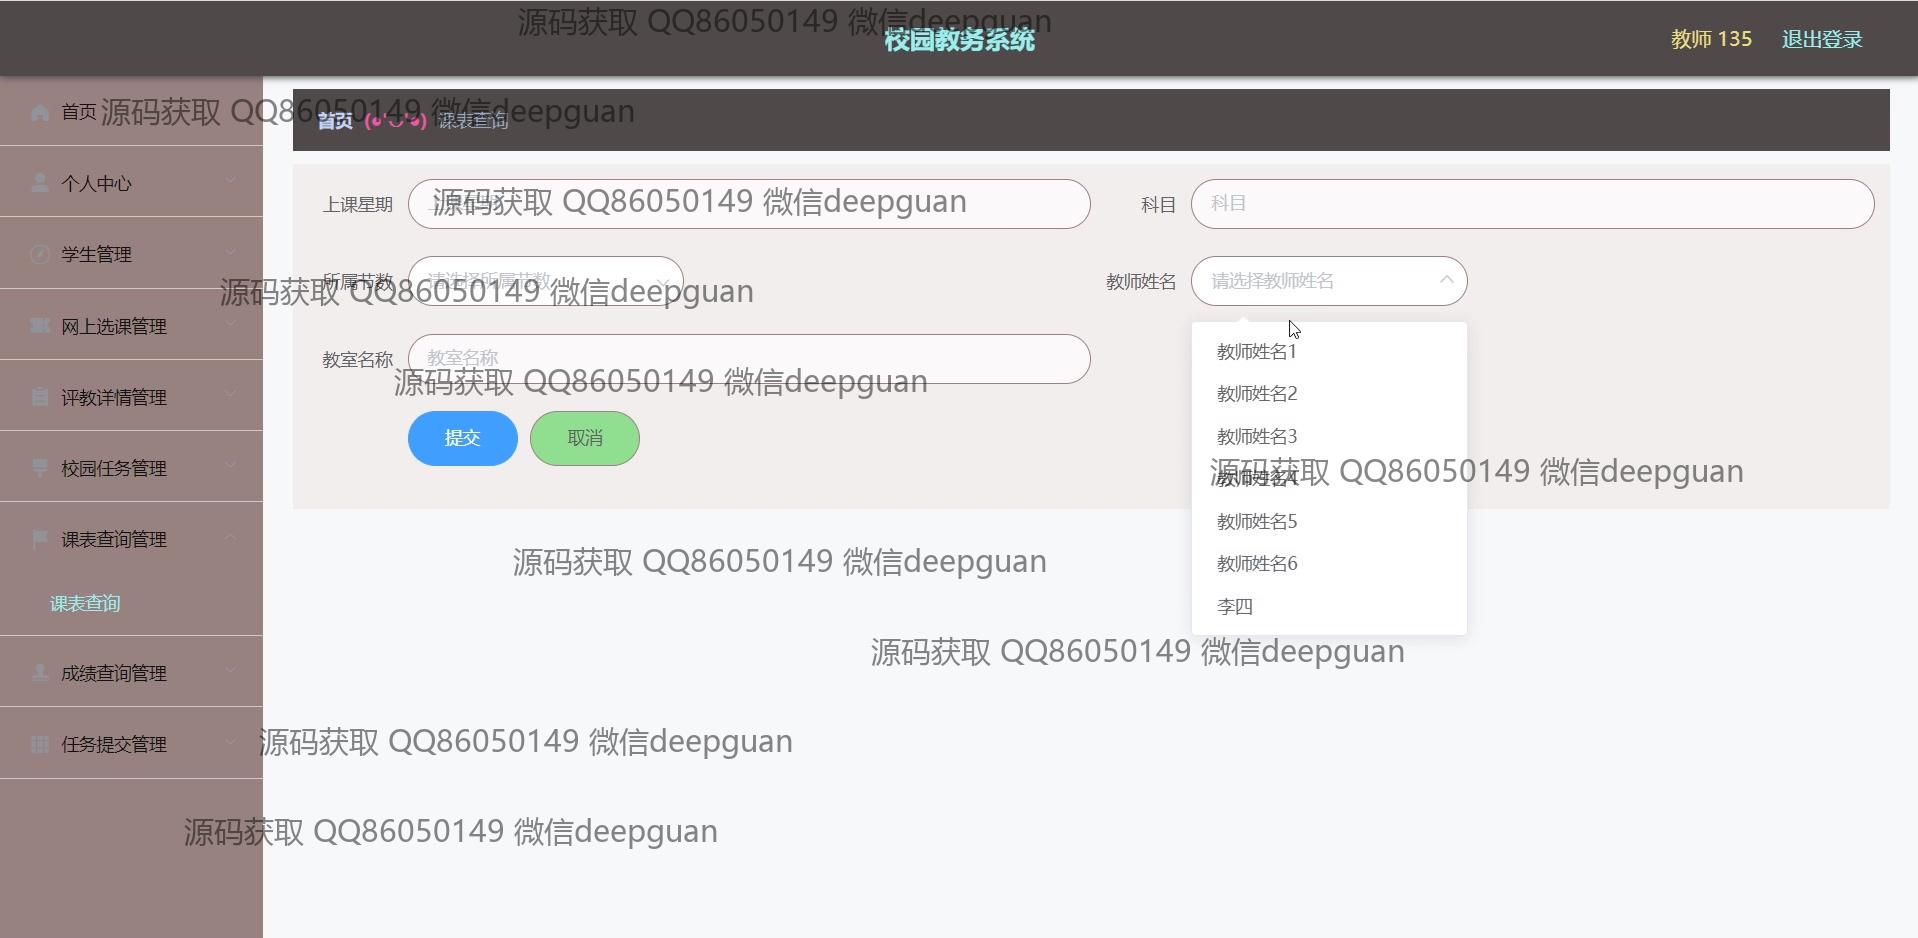 源码获取 QQ86050149 微信deepguan
校园教务系统
教师 135
退出登录
首页
源码获取 QQ86050149 微信deepguan
首页 (●'◡'●) 课表查询
个人中心
上课星期
源码获取 QQ86050149 微信deepguan
科目
科目
学生管理
所属节数
请选择所属节数
源码获取 QQ86050149 微信deepguan
教师姓名
请选择教师姓名
网上选课管理
教师姓名1
教室名称
教室名称
源码获取 QQ86050149 微信deepguan
教师姓名2
评教详情管理
提交
取消
教师姓名3
校园任务管理
教师姓名4
源码获取 QQ86050149 微信deepguan
教师姓名5
课表查询管理
源码获取 QQ86050149 微信deepguan
教师姓名6
课表查询
李四
源码获取 QQ86050149 微信deepguan
成绩查询管理
任务提交管理
源码获取 QQ86050149 微信deepguan
源码获取 QQ86050149 微信deepguan